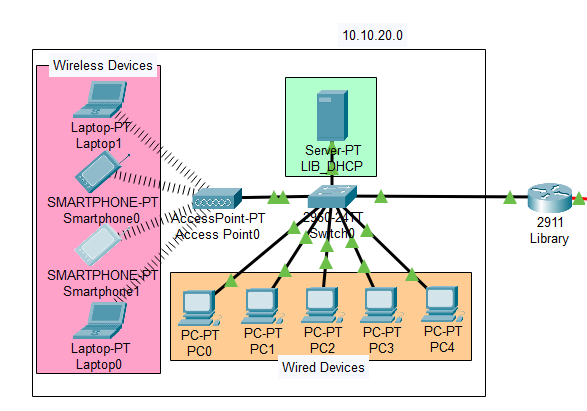 10.10.20.0
Wireless Devices
Laptop-PT
Laptop1
SMARTPHONE-PT
Smartphone0
SMARTPHONE-PT
Smartphone1
Laptop-PT
Laptop0
AccessPoint-PT
Access Point0
Server-PT
LIB_DHCP
2960-24TT
Switch0
2911
Library
PC-PT
PC0
PC-PT
PC1
PC-PT
PC2
PC-PT
PC3
PC-PT
PC4
Wired Devices